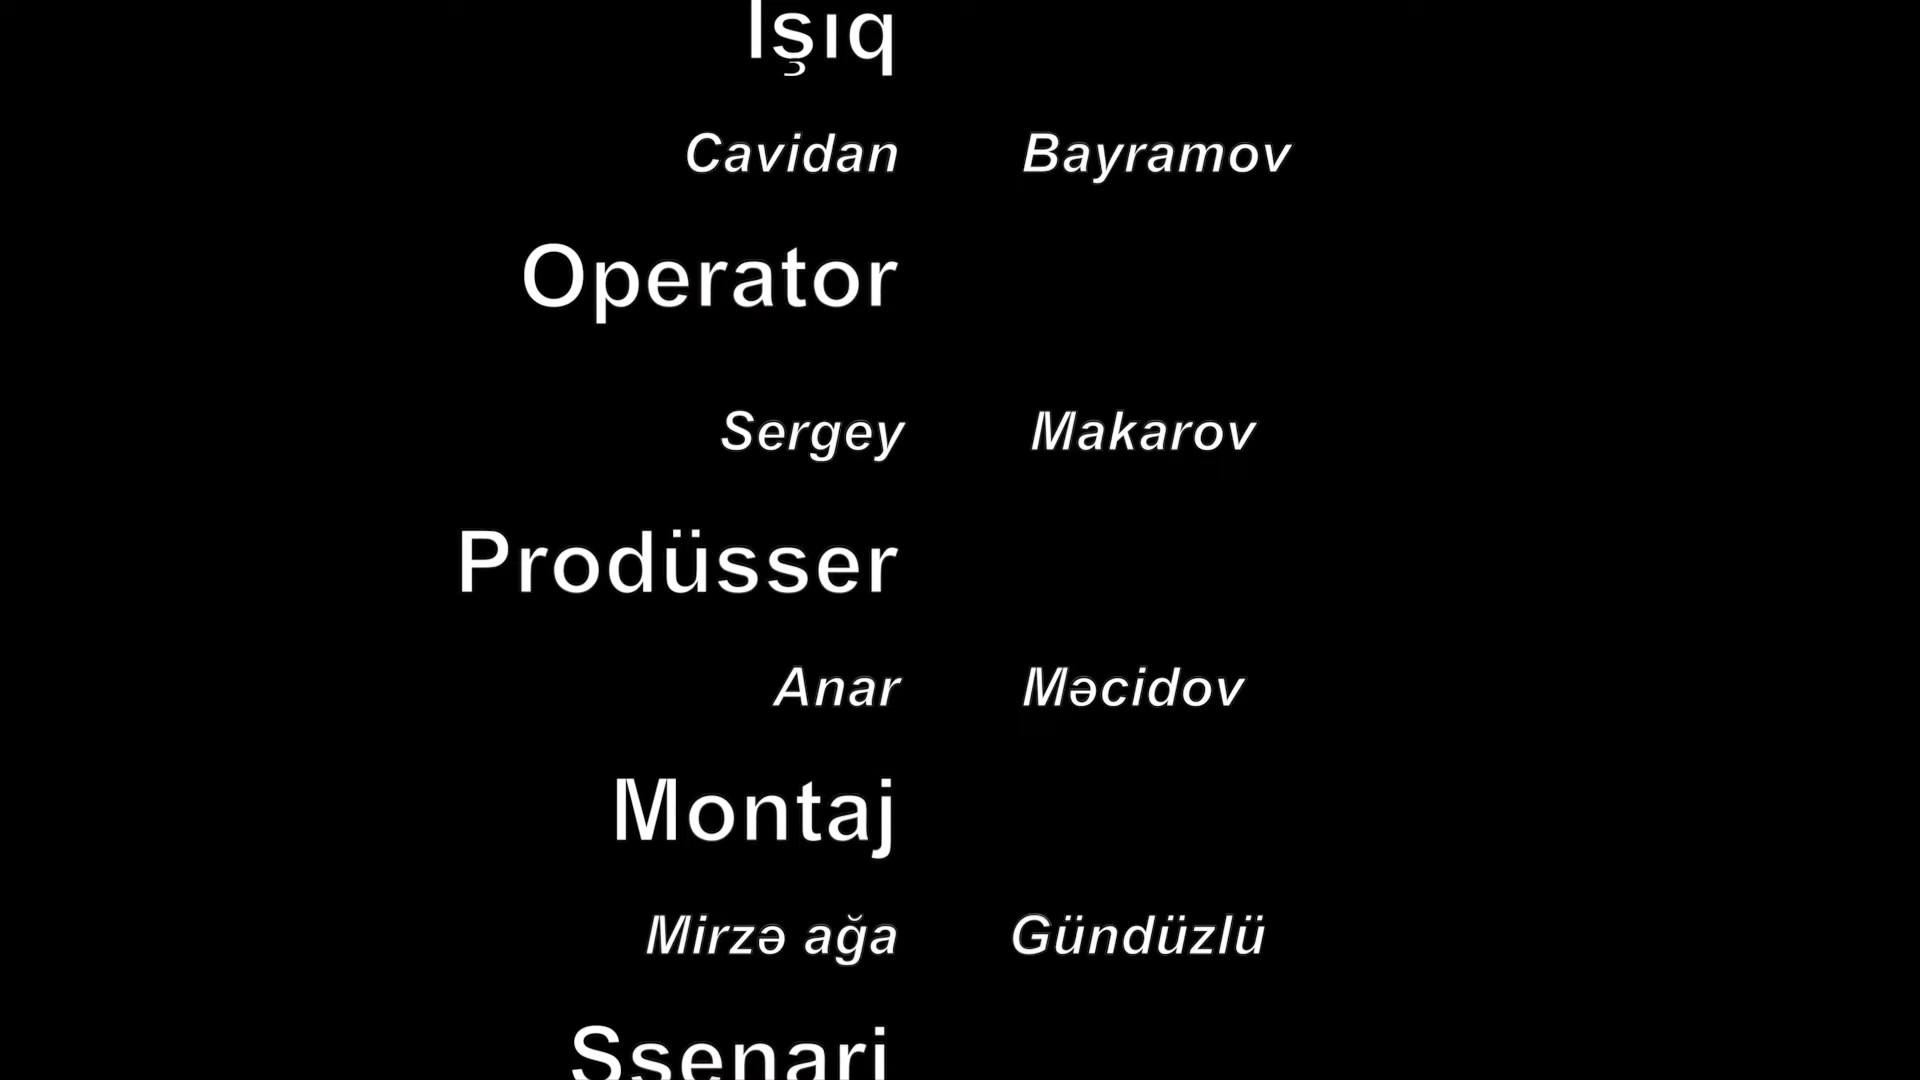 Işıq
Cavidan Bayramov
Operator
Sergey Makarov
Prodüsser
Anar Məcidov
Montaj
Mirzə ağa Gündüzlü
Ssenari